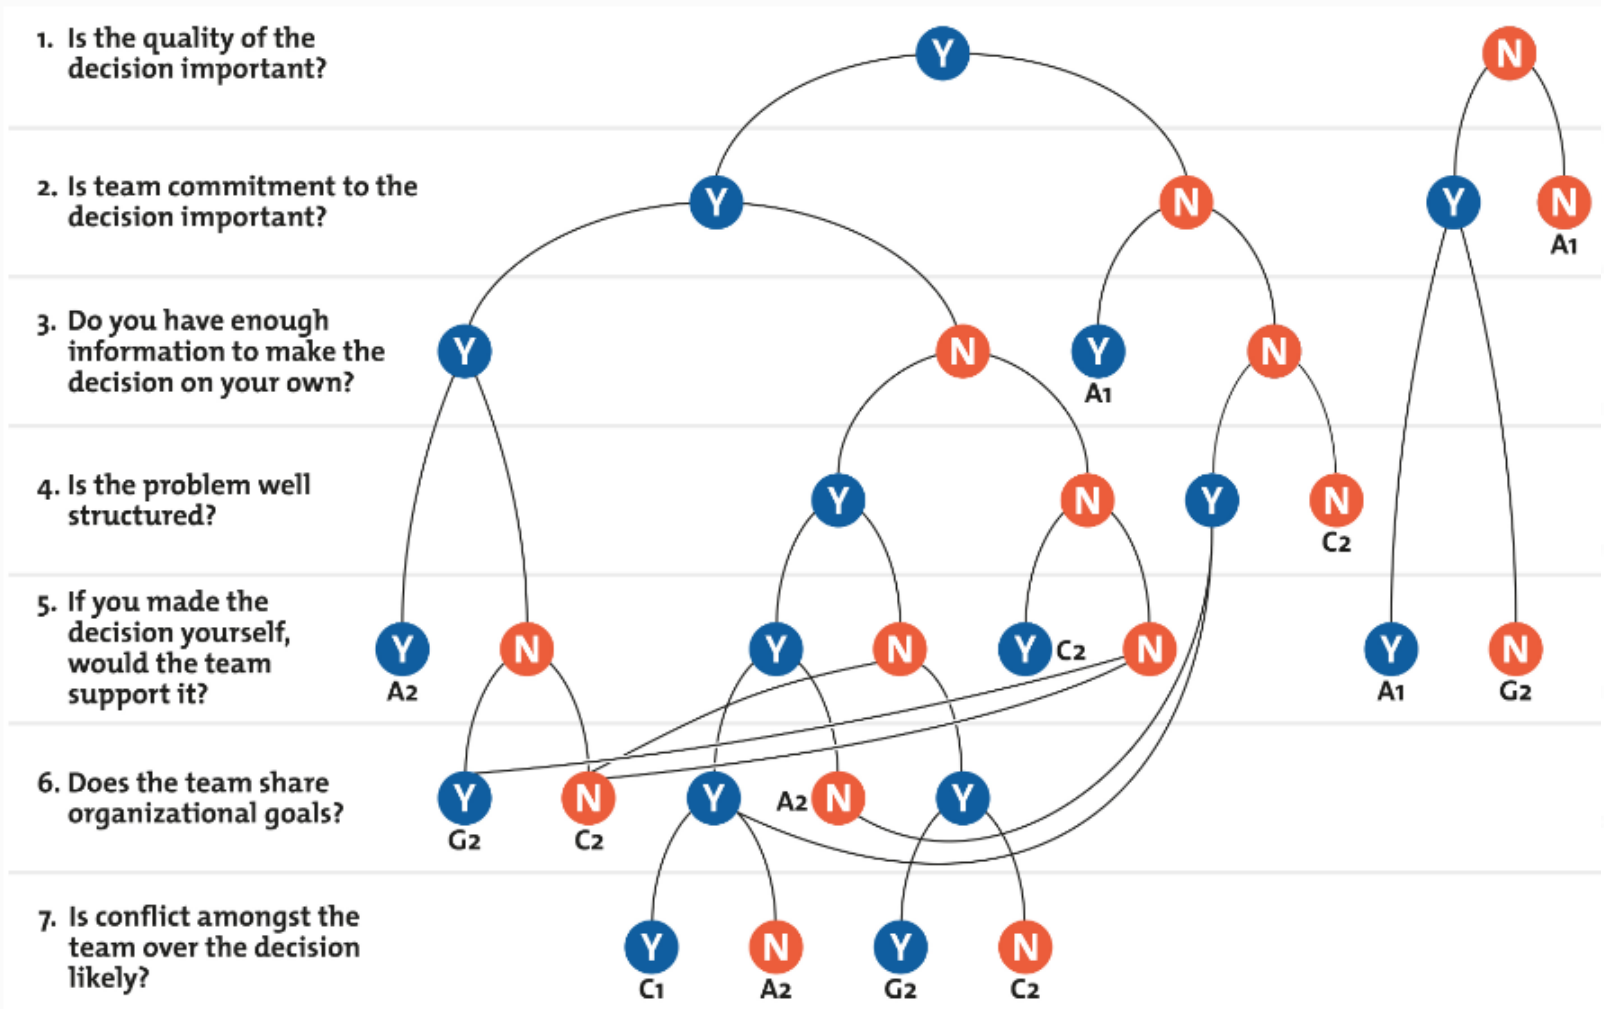 1. Is the quality of the
decision important?
Y
N
2. Is team commitment to the
decision important?
Y
N
Y
N
A1
3. Do you have enough
information to make the
decision on your own?
Y
N
Y
N
A1
4. Is the problem well
structured?
Y
N
Y
N
C2
5. If you made the
decision yourself,
would the team
support it?
Y
N
Y
N
Y C2
N
Y
N
A2
A1
G2
6. Does the team share
organizational goals?
Y
N
Y
A2 N
Y
G2
C2
7. Is conflict amongst the
team over the decision
likely?
Y
N
Y
N
C1
A2
G2
C2